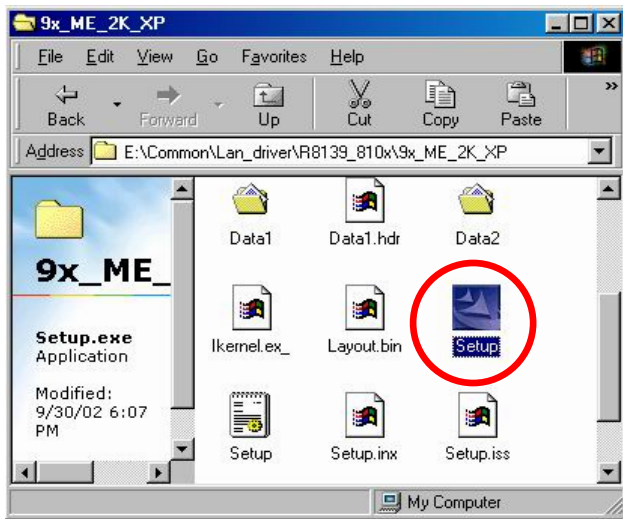 9x_ME_2K_XP
File Edit View Go Favorites Help
Back Forward Up Cut Copy Paste »
Address E:\Common\Lan_driver\R8139_810x\9x_ME_2K_XP
9x_ME_
Setup.exe
Application
Modified:
9/30/02 6:07
PM
Data1 Data1.hdr Data2
Ikernel.ex_ Layout.bin Setup
Setup Setup.inx Setup.iss
My Computer